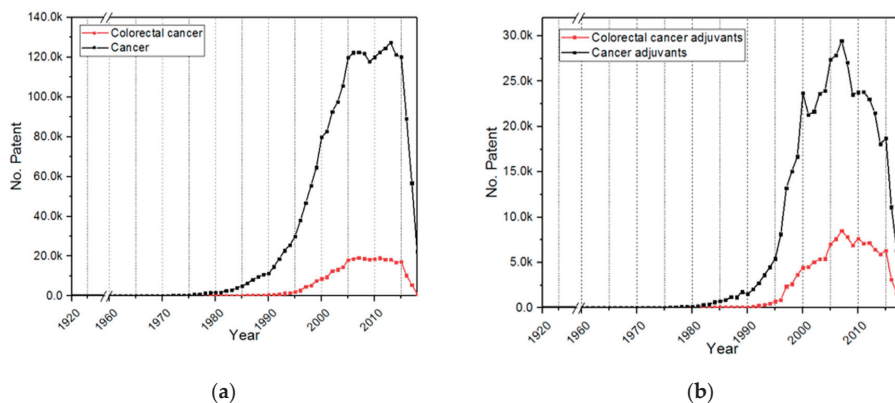 Colorectal cancer
Cancer
No. Patent
140.0k
120.0k
100.0k
80.0k
60.0k
40.0k
20.0k
0.0
1920
1960
1970
1980
1990
2000
2010
Year
(a)
Colorectal cancer adjuvants
Cancer adjuvants
No. Patent
30.0k
25.0k
20.0k
15.0k
10.0k
5.0k
0.0
1920
1960
1970
1980
1990
2000
2010
Year
(b)